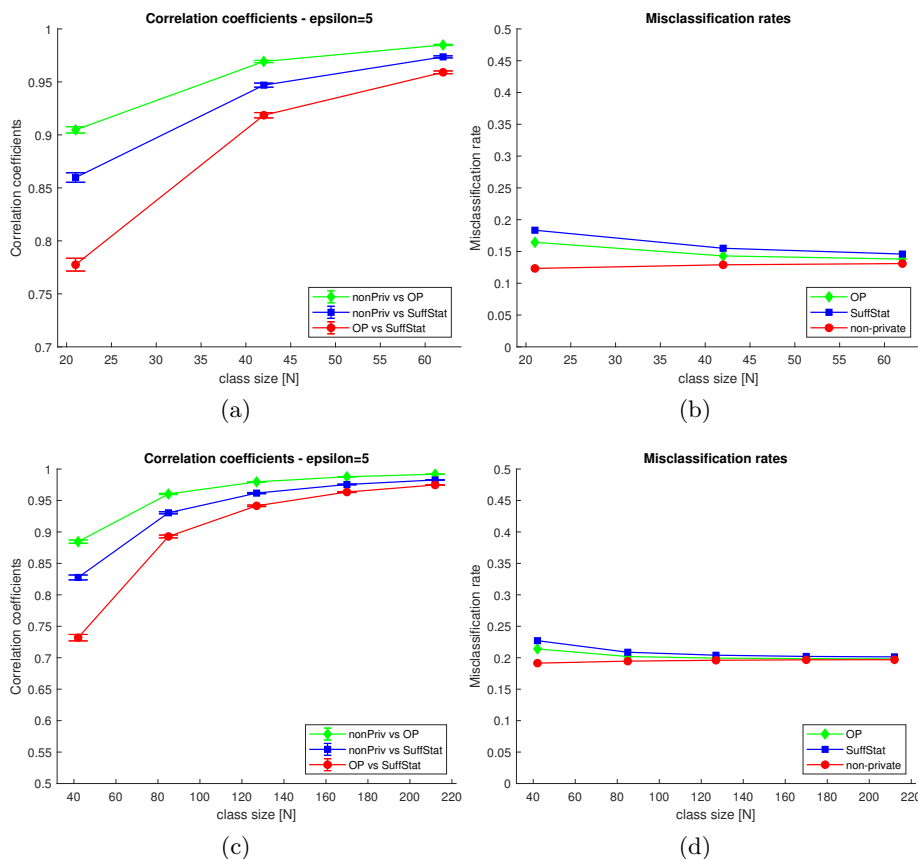 Correlation coefficients - epsilon=5
1
0.95
0.9
0.85
0.8
0.75
0.7
Correlation coefficients
nonPriv vs OP
nonPriv vs SuffStat
OP vs SuffStat
20 25 30 35 40 45 50 55 60
class size [N]
(a)
Misclassification rates
0.5
0.45
0.4
0.35
0.3
0.25
0.2
0.15
0.1
0.05
0
Misclassification rate
OP
SuffStat
non-private
20 25 30 35 40 45 50 55 60
class size [N]
(b)
Correlation coefficients - epsilon=5
1
0.95
0.9
0.85
0.8
0.75
0.7
0.65
0.6
0.55
0.5
Correlation coefficients
nonPriv vs OP
nonPriv vs SuffStat
OP vs SuffStat
40 60 80 100 120 140 160 180 200 220
class size [N]
(c)
Misclassification rates
0.5
0.45
0.4
0.35
0.3
0.25
0.2
0.15
0.1
0.05
0
Misclassification rate
OP
SuffStat
non-private
40 60 80 100 120 140 160 180 200 220
class size [N]
(d)